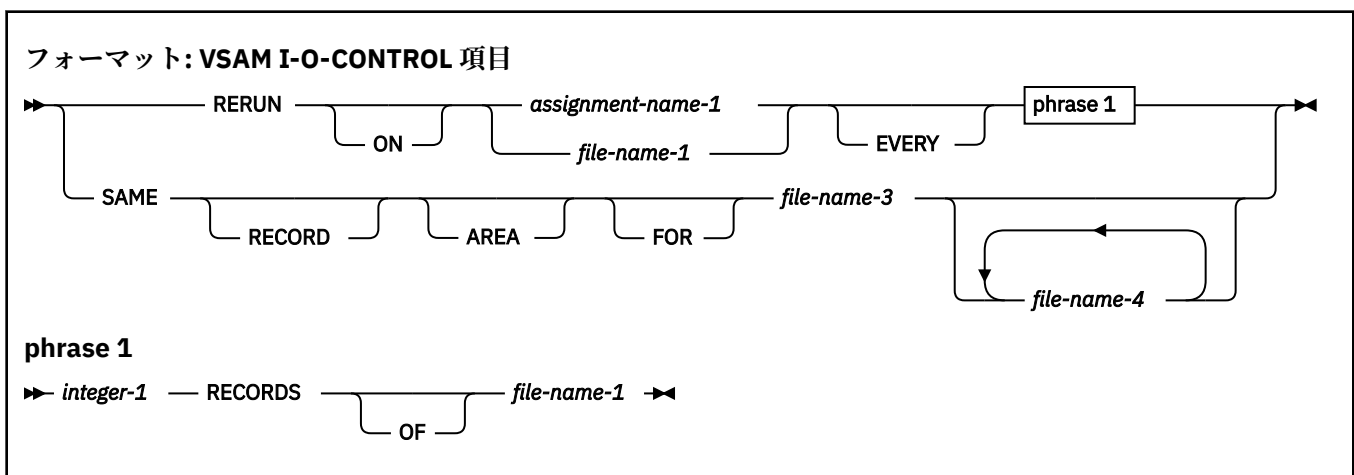 フォーマット: VSAM I-O-CONTROL 項目
RERUN ON assignment-name-1 file-name-1 EVERY phrase 1
SAME RECORD AREA FOR file-name-3 file-name-4
phrase 1
integer-1 RECORDS OF file-name-1